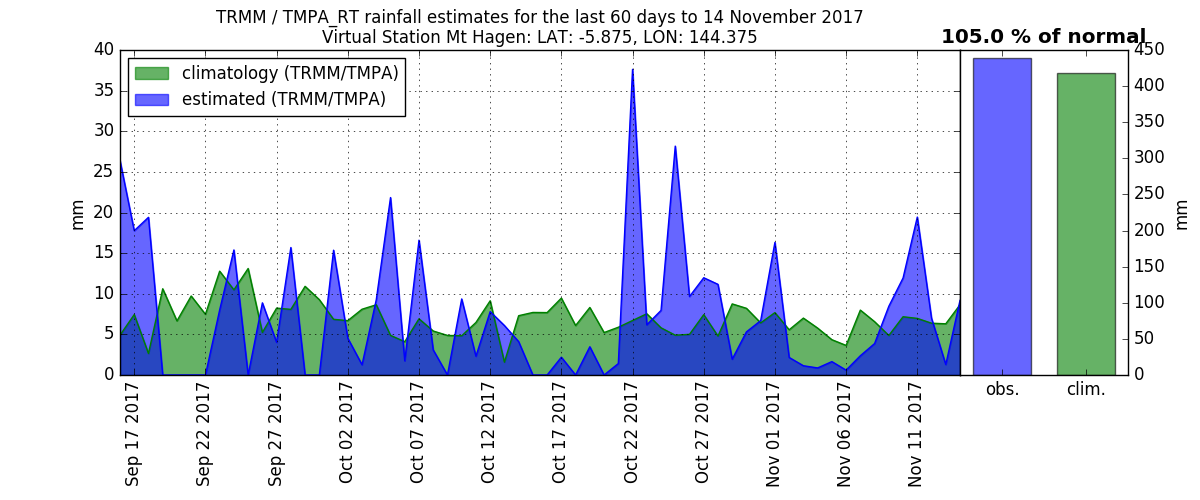 TRMM / TMPA_RT rainfall estimates for the last 60 days to 14 November 2017
Virtual Station Mt Hagen: LAT: -5.875, LON: 144.375
105.0 % of normal
climatology (TRMM/TMPA)
estimated (TRMM/TMPA)
mm
40
35
30
25
20
15
10
5
0
Sep 17 2017
Sep 22 2017
Sep 27 2017
Oct 02 2017
Oct 07 2017
Oct 12 2017
Oct 17 2017
Oct 22 2017
Oct 27 2017
Nov 01 2017
Nov 06 2017
Nov 11 2017
450
400
350
300
250
200
150
100
50
0
mm
obs.
clim.